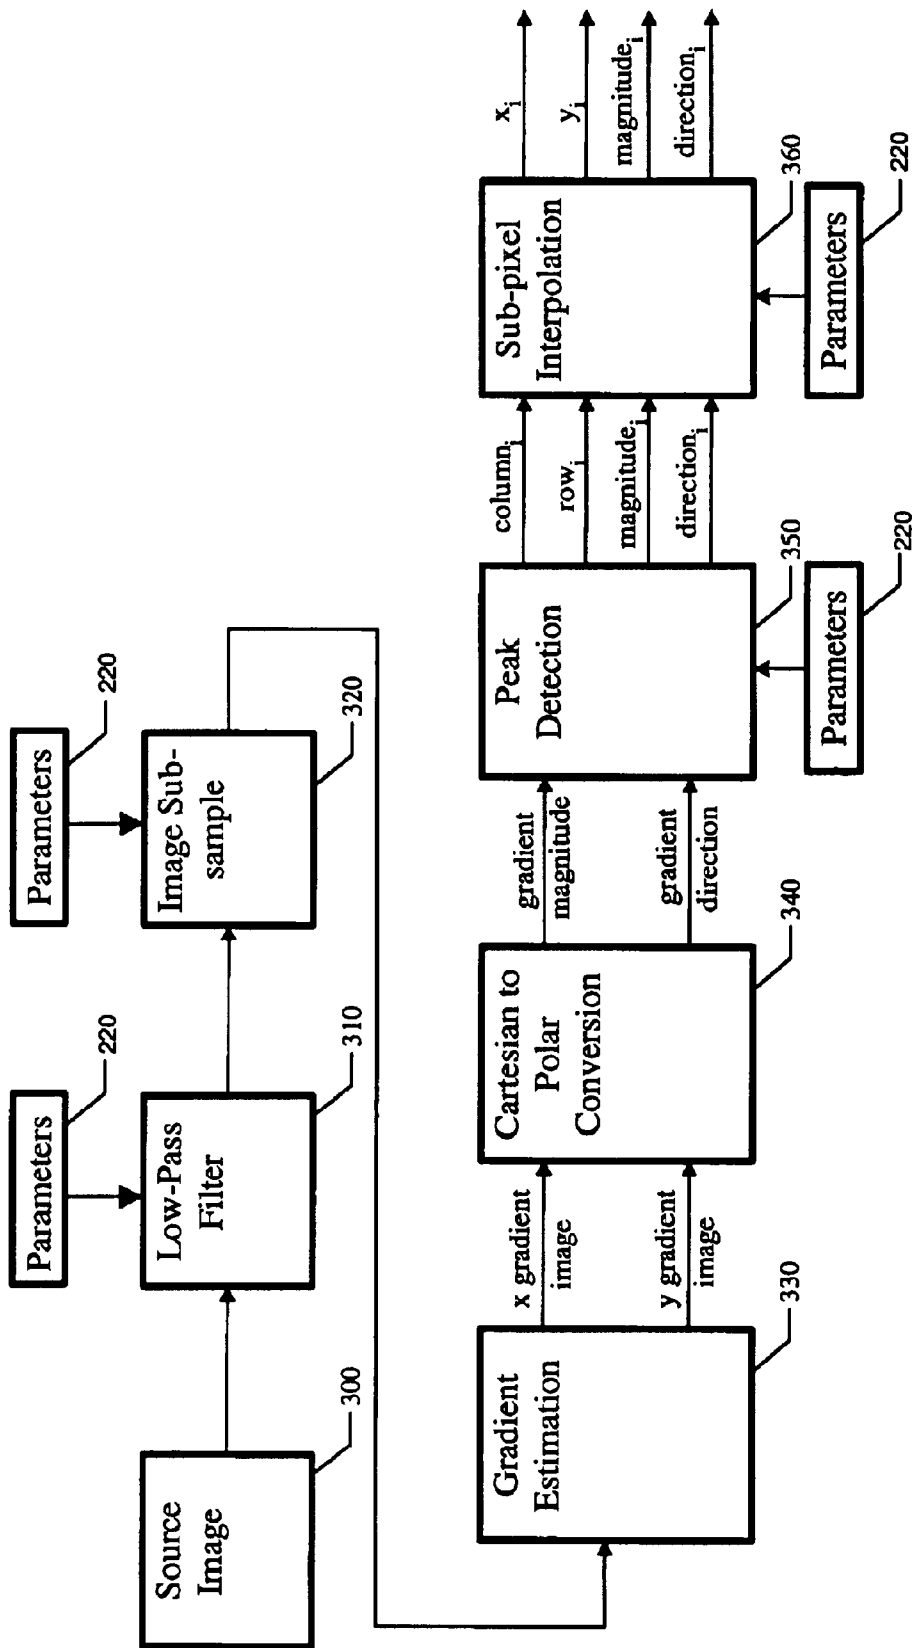 Parameters
220
Parameters
220
Source
Image
300
Low-Pass
Filter
310
Image Sub-
sample
320
Gradient
Estimation
330
x gradient
image
y gradient
image
Cartesian to
Polar
Conversion
340
gradient
magnitude
gradient
direction
Peak
Detection
350
Parameters
220
column_i
row_i
magnitude_i
direction_i
Sub-pixel
Interpolation
360
Parameters
220
x_i
y_i
magnitude_i
direction_i